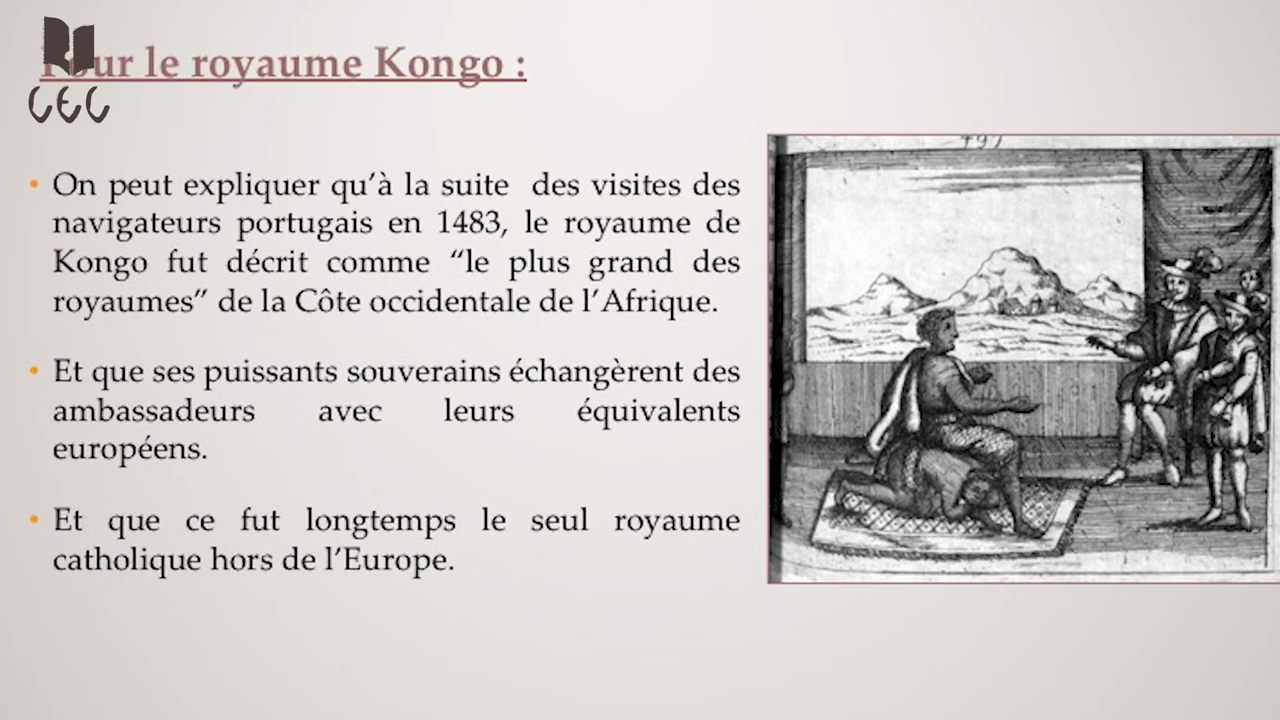 Pour le royaume Kongo :
CEC
• On peut expliquer qu’à la suite des visites des
navigateurs portugais en 1483, le royaume de
Kongo fut décrit comme “le plus grand des
royaumes” de la Côte occidentale de l’Afrique.
• Et que ses puissants souverains échangèrent des
ambassadeurs avec leurs équivalents
européens.
• Et que ce fut longtemps le seul royaume
catholique hors de l’Europe.